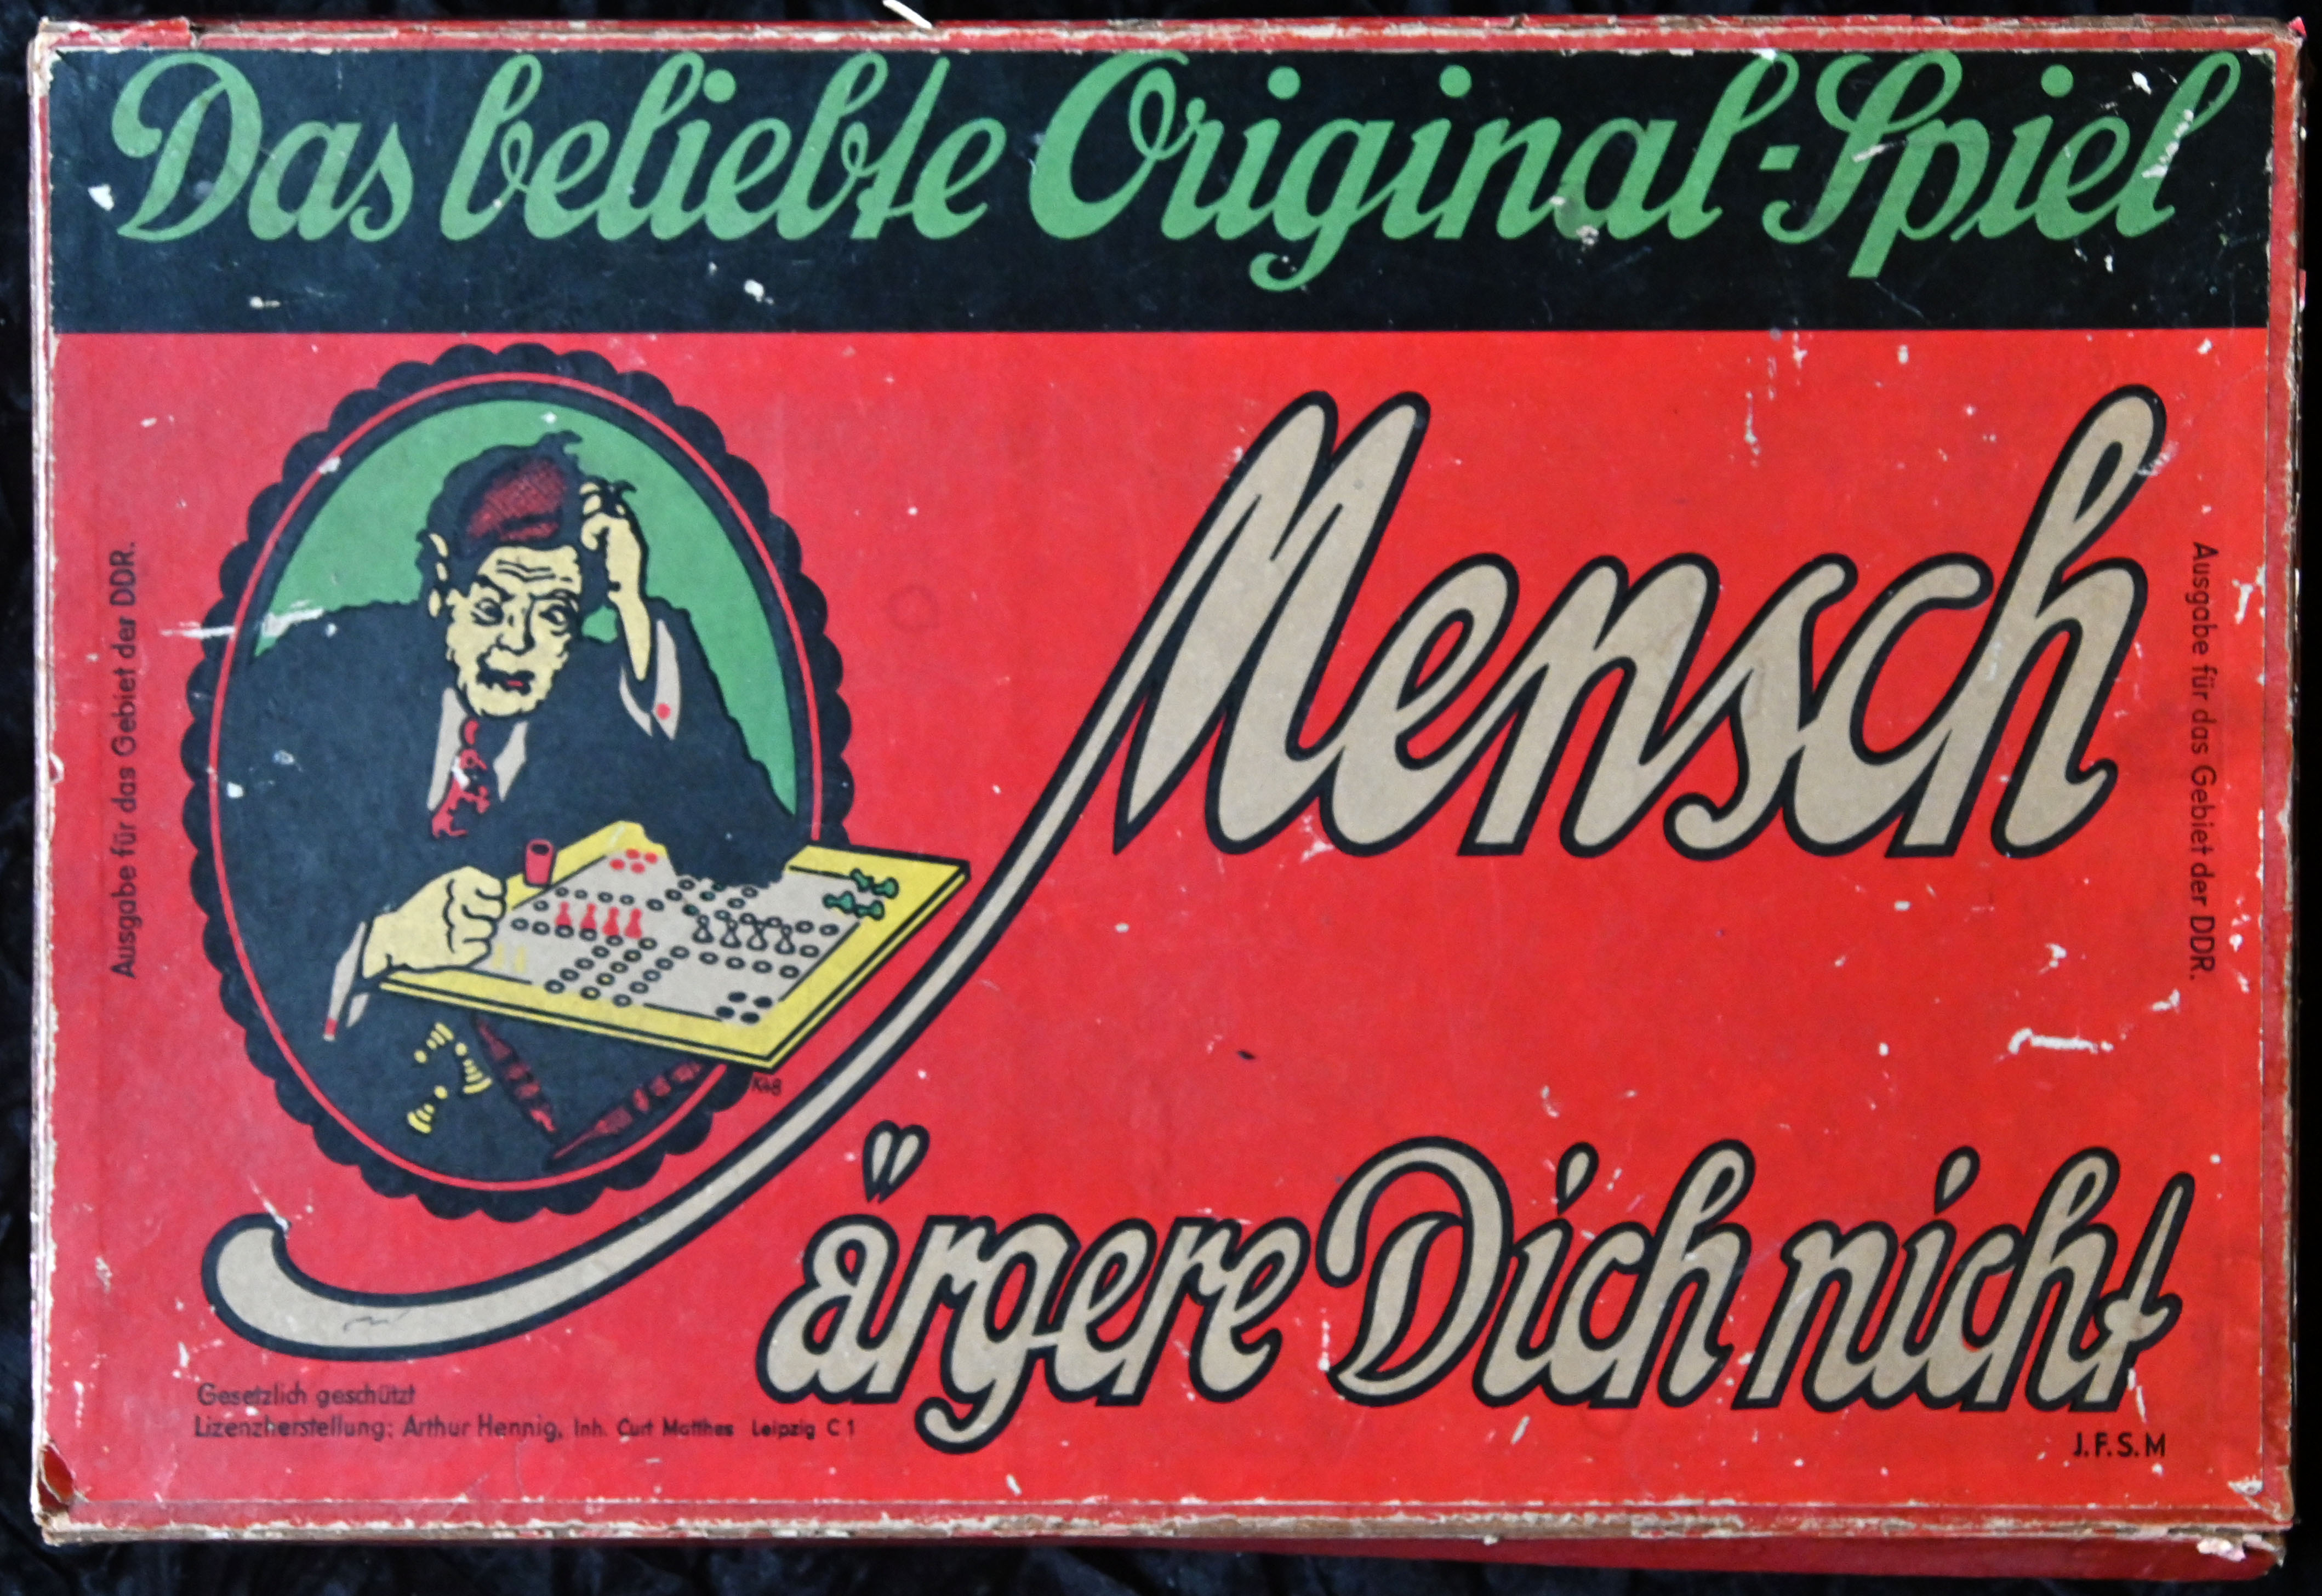 Das beliebte Original-Spiel
Ausgabe für das Gebiet der DDR.
Mensch
ärgere Dich nicht
Ausgabe für das Gebiet der DDR.
Gesetzlich geschützt
Lizenzherstellung: Arthur Hennig, Inh. Curt Matthes Leipzig C 1
J.F.S.M